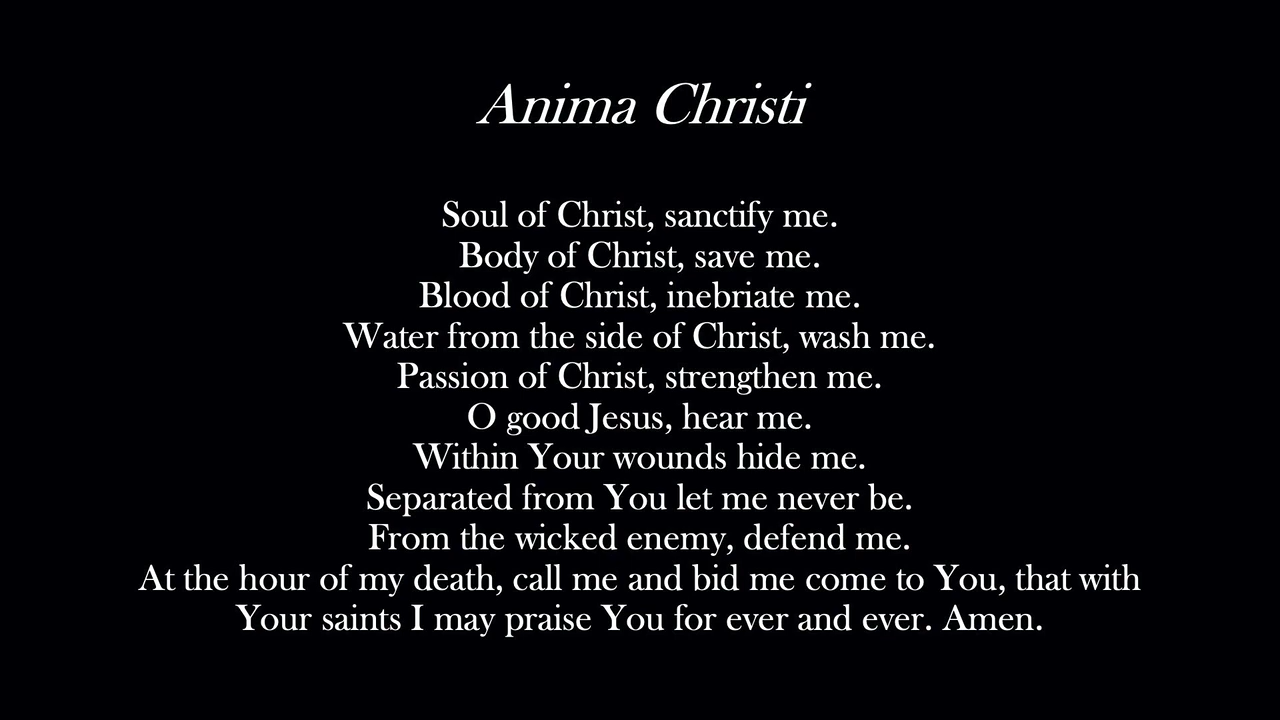 Anima Christi
Soul of Christ, sanctify me.
Body of Christ, save me.
Blood of Christ, inebriate me.
Water from the side of Christ, wash me.
Passion of Christ, strengthen me.
O good Jesus, hear me.
Within Your wounds hide me.
Separated from You let me never be.
From the wicked enemy, defend me.
At the hour of my death, call me and bid me come to You, that with
Your saints I may praise You for ever and ever. Amen.